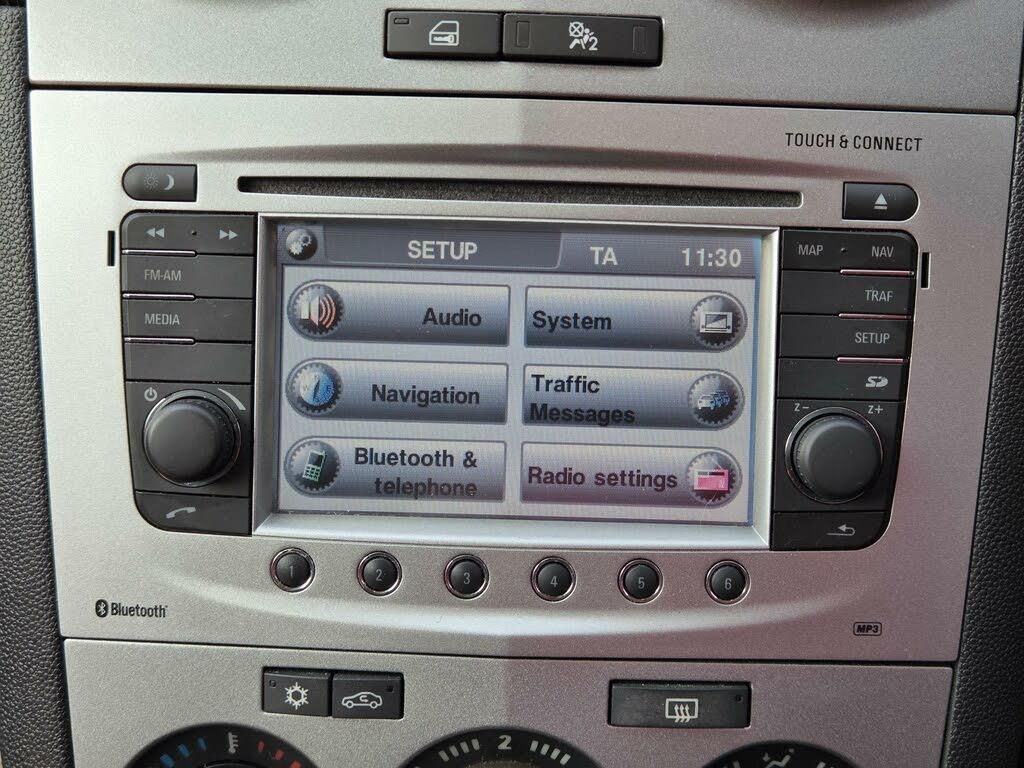 2
TOUCH & CONNECT
FM-AM
MEDIA
SETUP TA 11:30
Audio
System
Navigation
Traffic
Messages
Bluetooth &
telephone
Radio settings
MAP NAV
TRAF
SETUP
SD
Z- Z+
1 2 3 4 5 6
Bluetooth
MP3
2